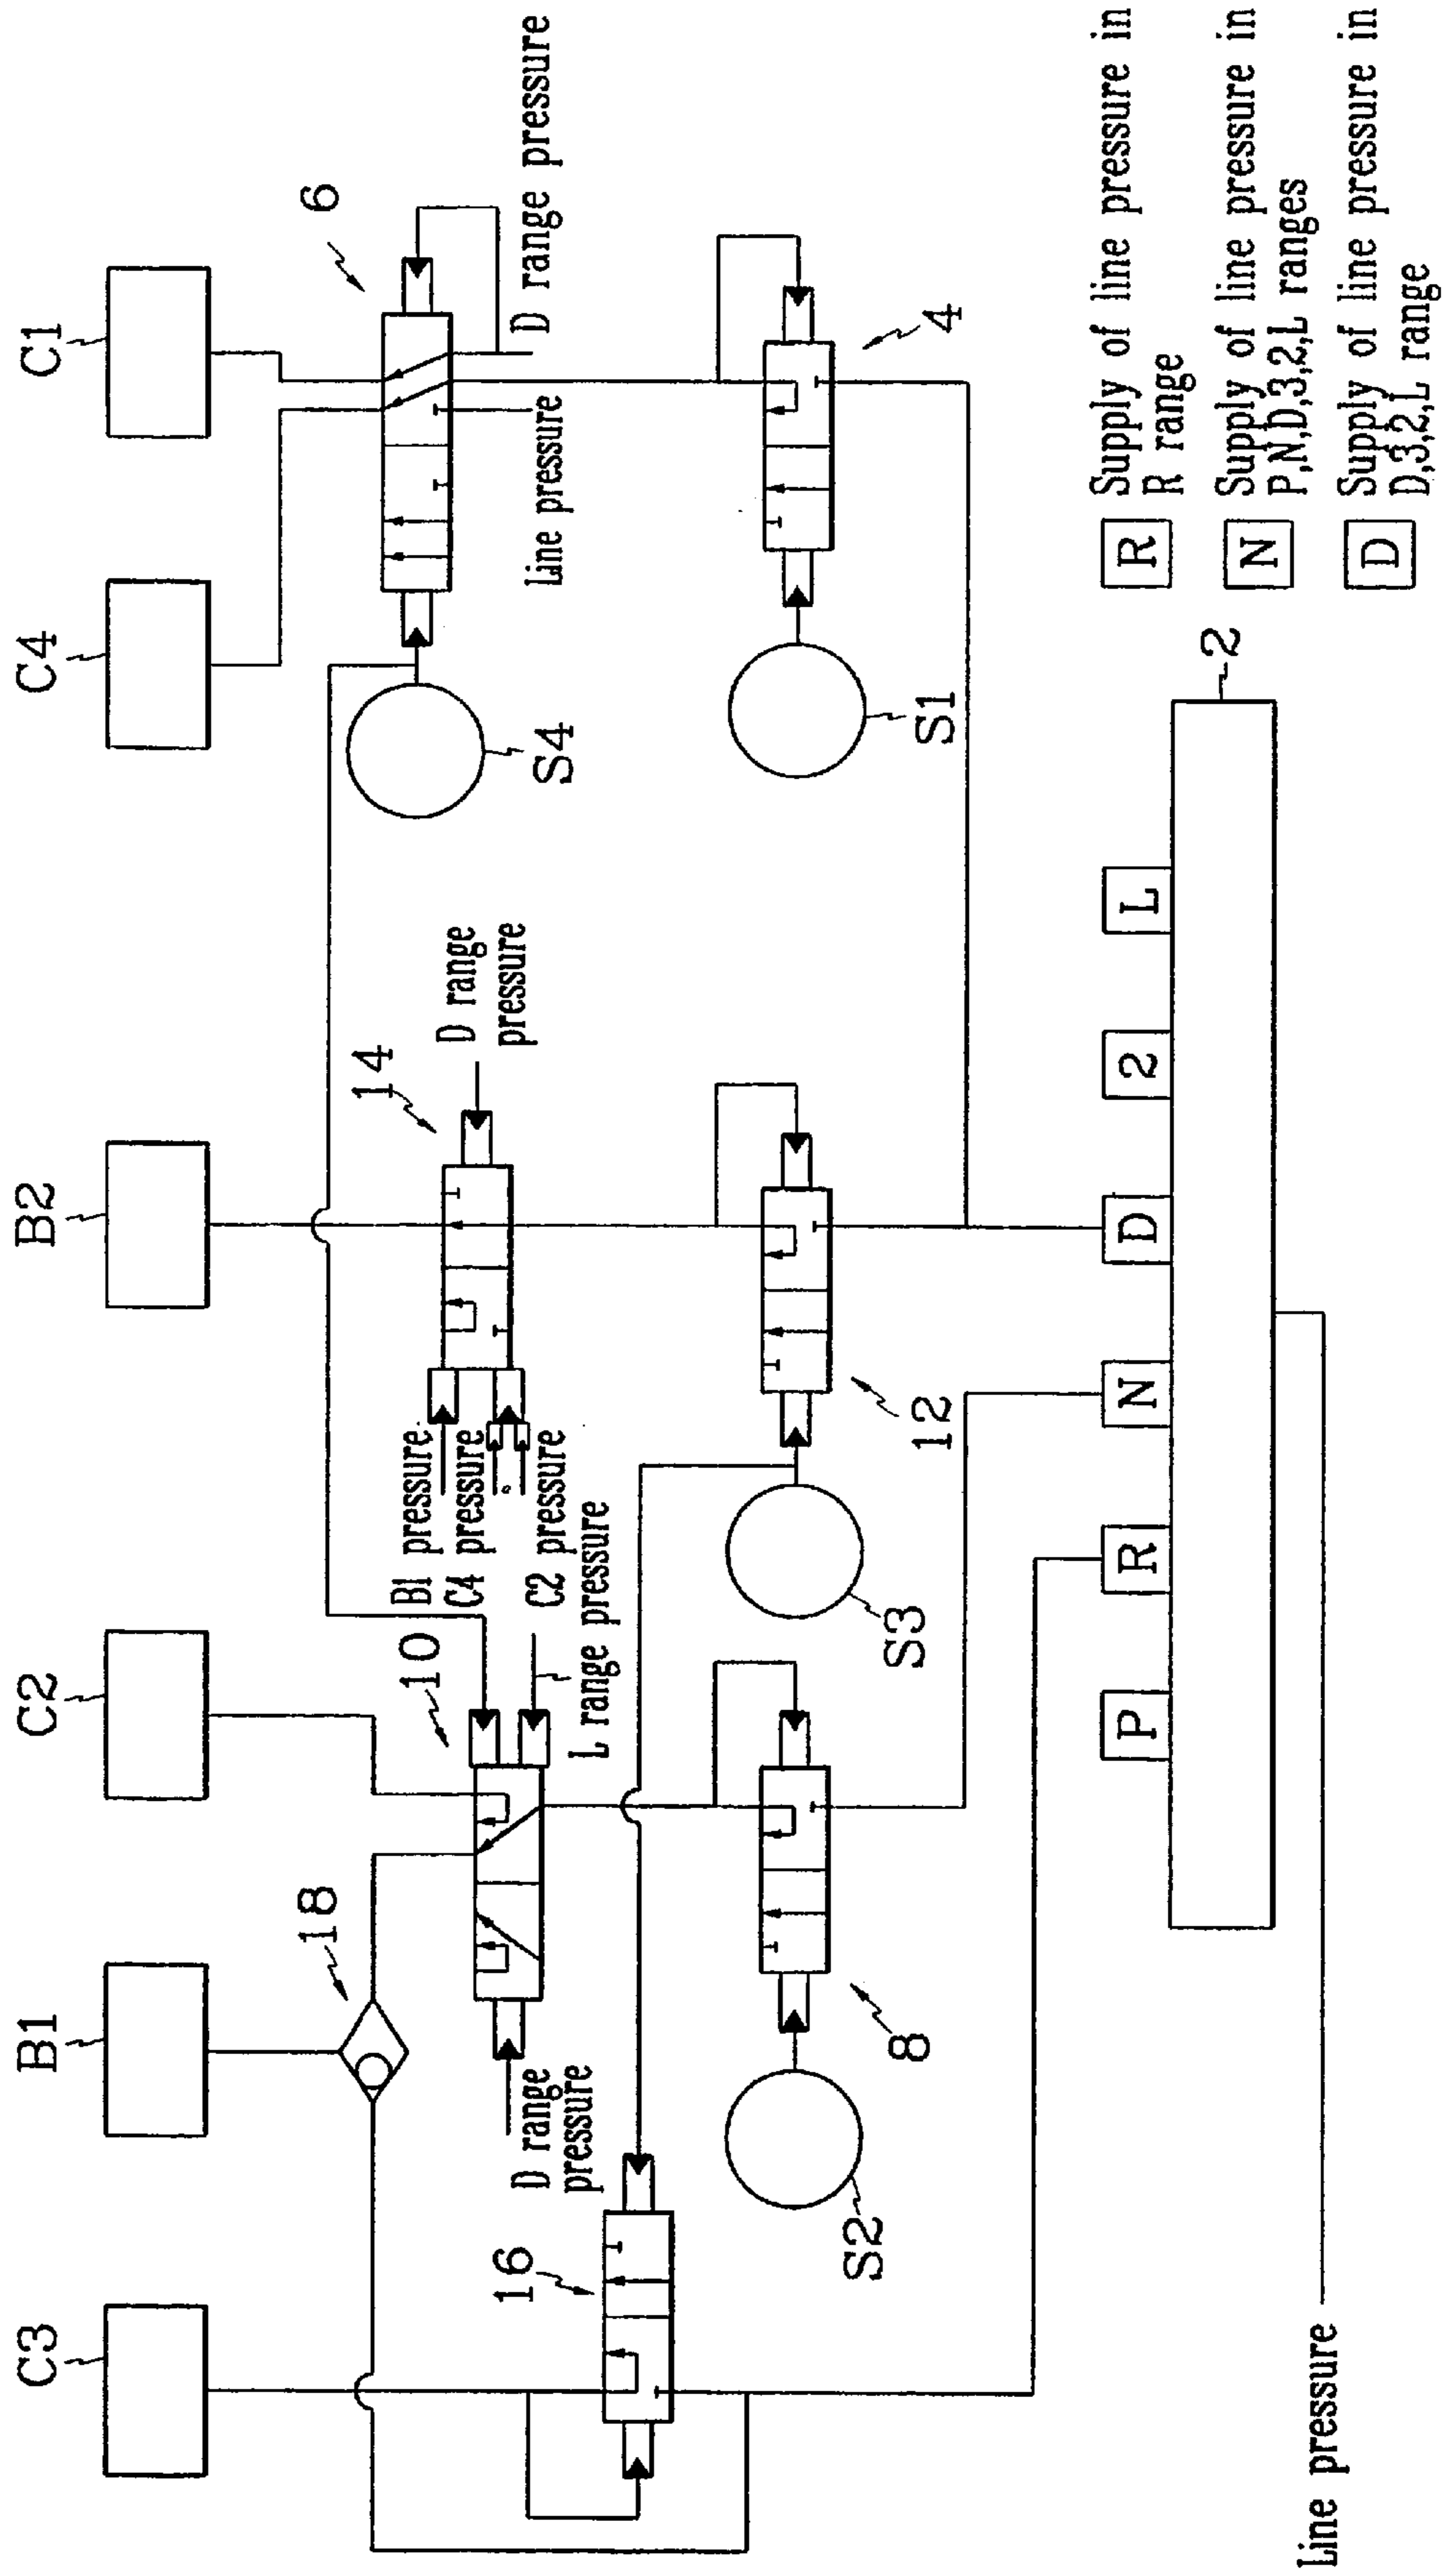 C3
B1
C2
B2
C4
C1
18
10
14
6
B1 pressure
C4 pressure
C2 pressure
D range
pressure
S4
D range pressure
Line pressure
D range
pressure
L range pressure
16
S2
8
S3
12
S1
4
P
R
N
D
2
L
2
Line pressure
R
Supply of line pressure in
R range
N
Supply of line pressure in
P,N,D,3,2,L ranges
D
Supply of line pressure in
D,3,2,L range